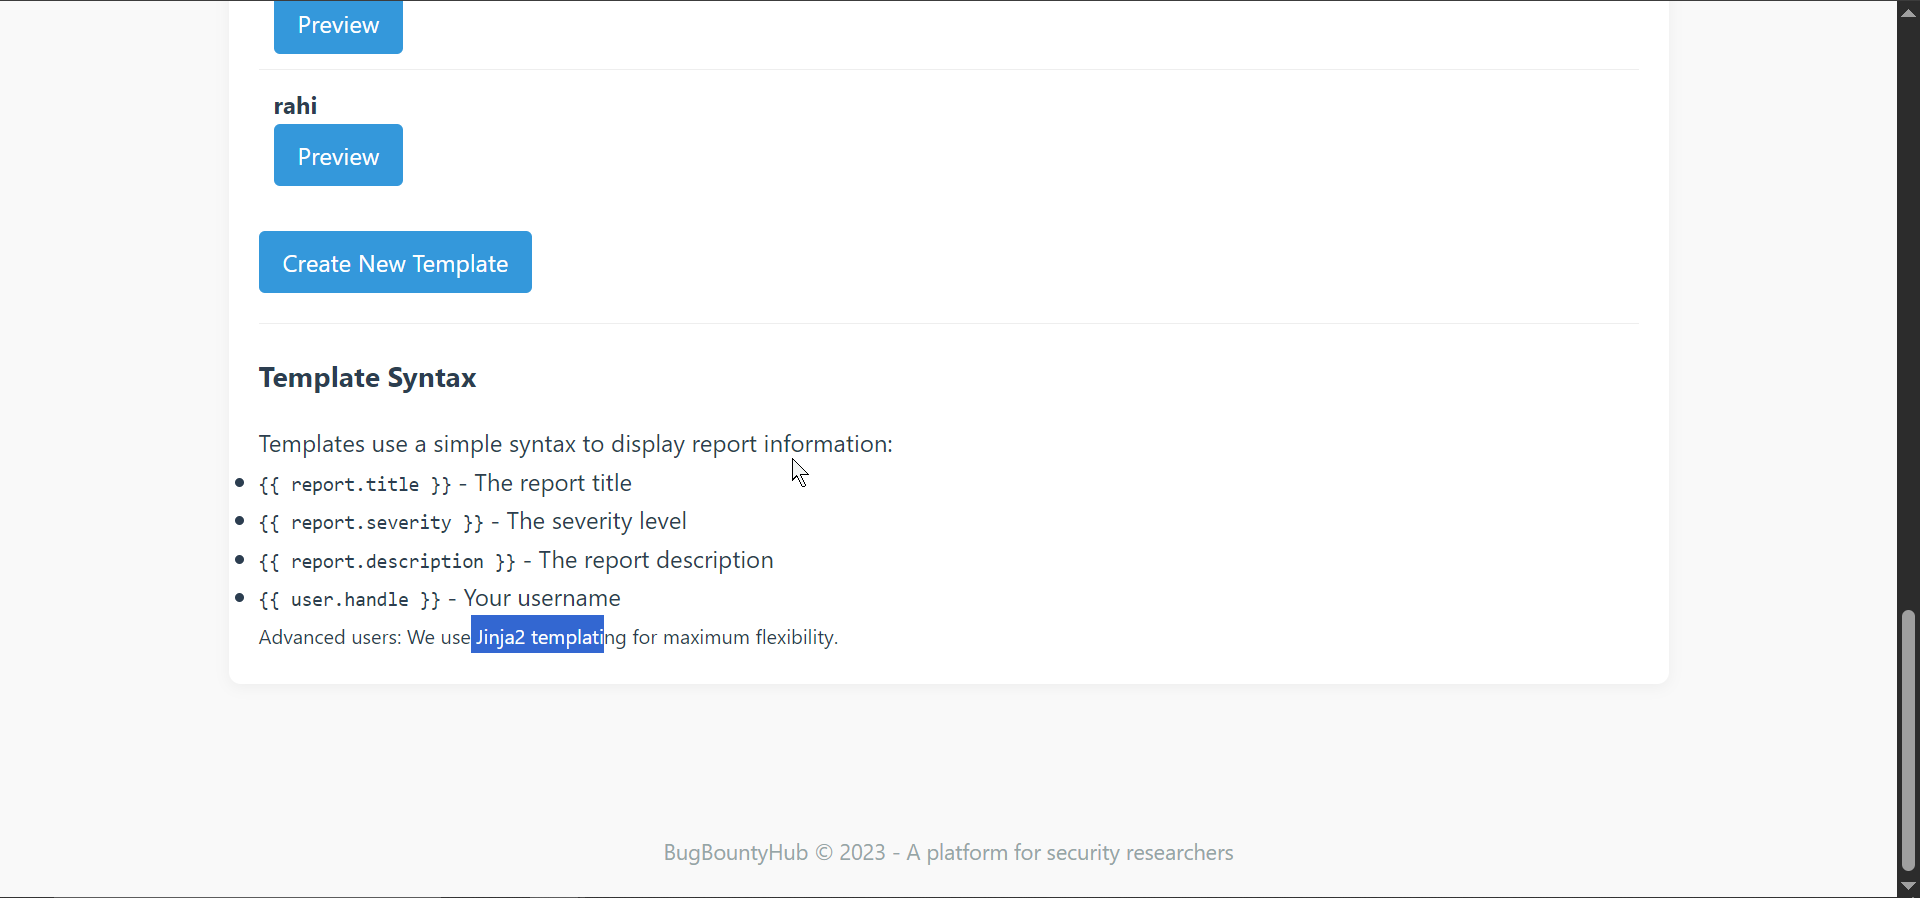 Preview
rahi
Preview
Create New Template
Template Syntax
Templates use a simple syntax to display report information:
{{ report.title }} - The report title
{{ report.severity }} - The severity level
{{ report.description }} - The report description
{{ user.handle }} - Your username
Advanced users: We use Jinja2 templating for maximum flexibility.
BugBountyHub © 2023 - A platform for security researchers